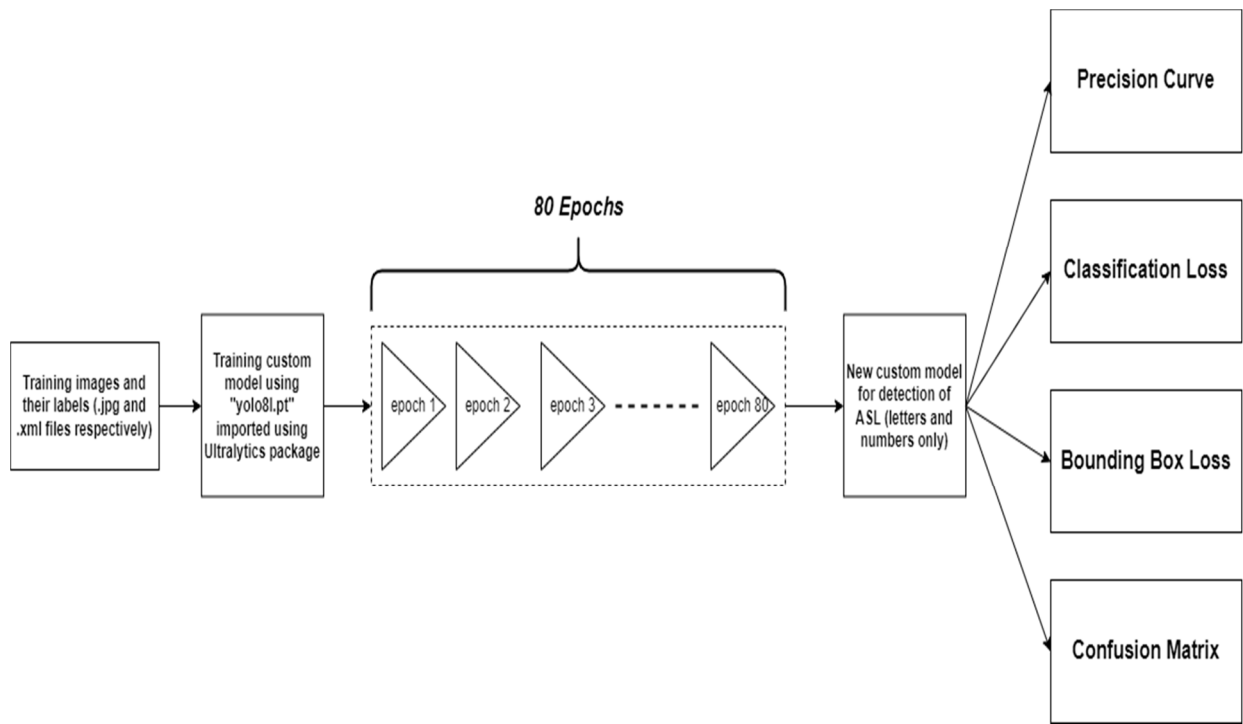 80 Epochs
Training images and
their labels (.jpg and
.xml files respectively)
Training custom
model using
"yolo8l.pt"
imported using
Ultralytics package
epoch 1
epoch 2
epoch 3
epoch 80
New custom model
for detection of
ASL (letters and
numbers only)
Precision Curve
Classification Loss
Bounding Box Loss
Confusion Matrix